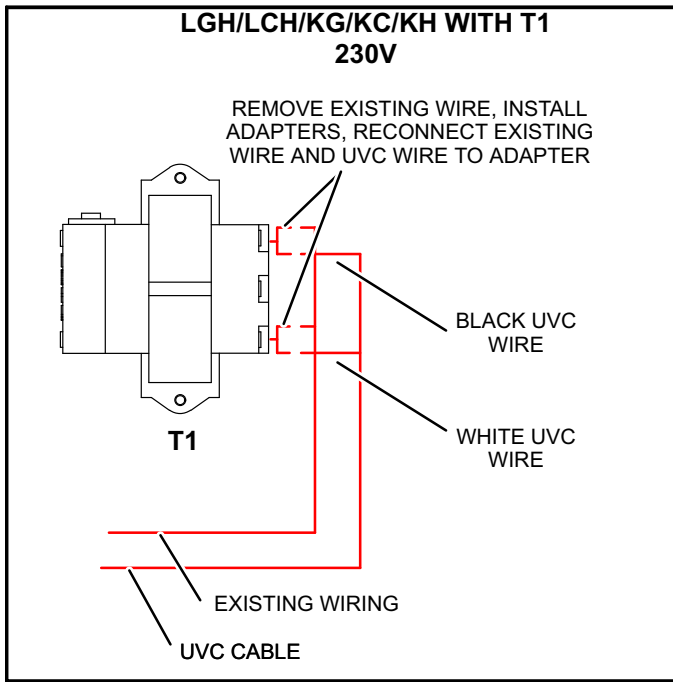 LGH/LCH/KG/KC/KH WITH T1
230V
REMOVE EXISTING WIRE, INSTALL
ADAPTERS, RECONNECT EXISTING
WIRE AND UVC WIRE TO ADAPTER
BLACK UVC
WIRE
T1
WHITE UVC
WIRE
EXISTING WIRING
UVC CABLE